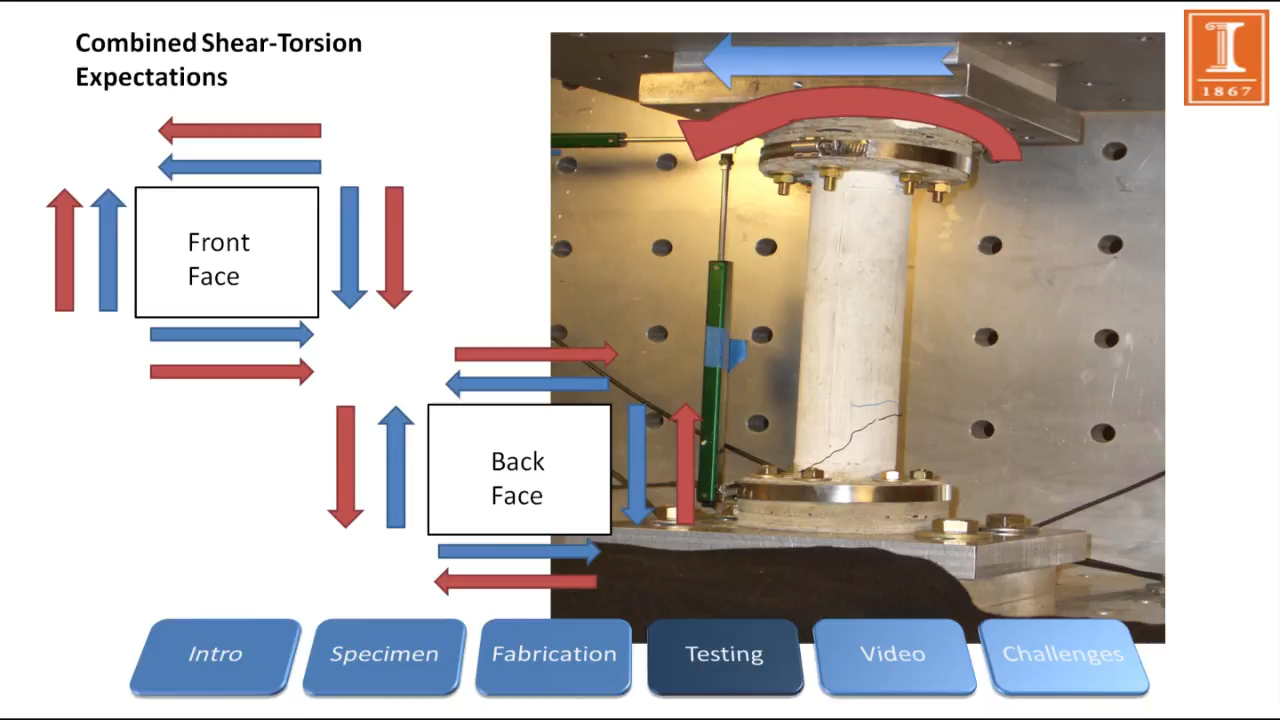 Combined Shear-Torsion
Expectations
I
1867
Front
Face
Back
Face
Intro
Specimen
Fabrication
Testing
Video
Challenges